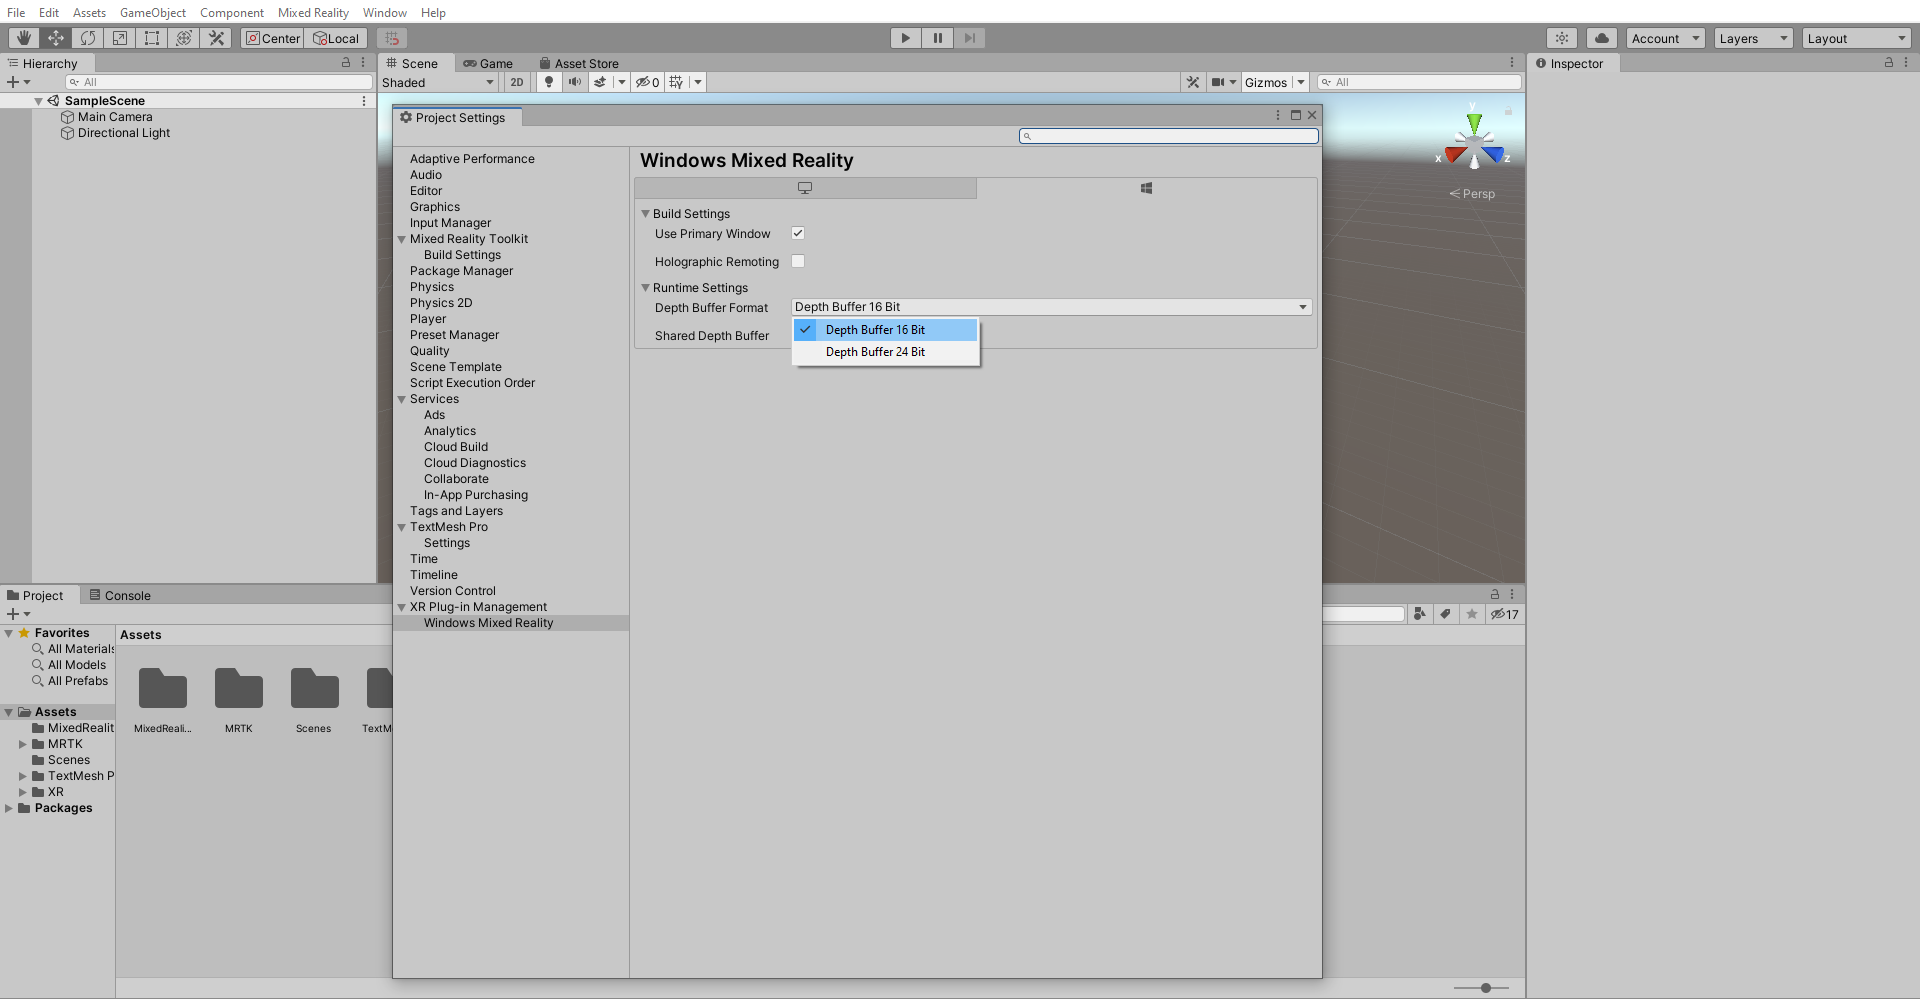 File Edit Assets GameObject Component Mixed Reality Window Help
Center Local Account Layers Layout
Hierarchy
All
SampleScene
Main Camera
Directional Light
Scene Game Asset Store
Shaded 2D 0 Gizmos All
y
x z
Persp
Inspector
Project Settings
Adaptive Performance
Audio
Editor
Graphics
Input Manager
Mixed Reality Toolkit
Build Settings
Package Manager
Physics
Physics 2D
Player
Preset Manager
Quality
Scene Template
Script Execution Order
Services
Ads
Analytics
Cloud Build
Cloud Diagnostics
Collaborate
In-App Purchasing
Tags and Layers
TextMesh Pro
Settings
Time
Timeline
Version Control
XR Plug-in Management
Windows Mixed Reality
Windows Mixed Reality
Build Settings
Use Primary Window
Holographic Remoting
Runtime Settings
Depth Buffer Format Depth Buffer 16 Bit
Depth Buffer 16 Bit
Depth Buffer 24 Bit
Shared Depth Buffer
Project Console
17
Favorites
All Materials
All Models
All Prefabs
Assets
MixedRealit
MRTK
Scenes
TextMesh P
XR
Packages
Assets
MixedReali... MRTK Scenes TextM